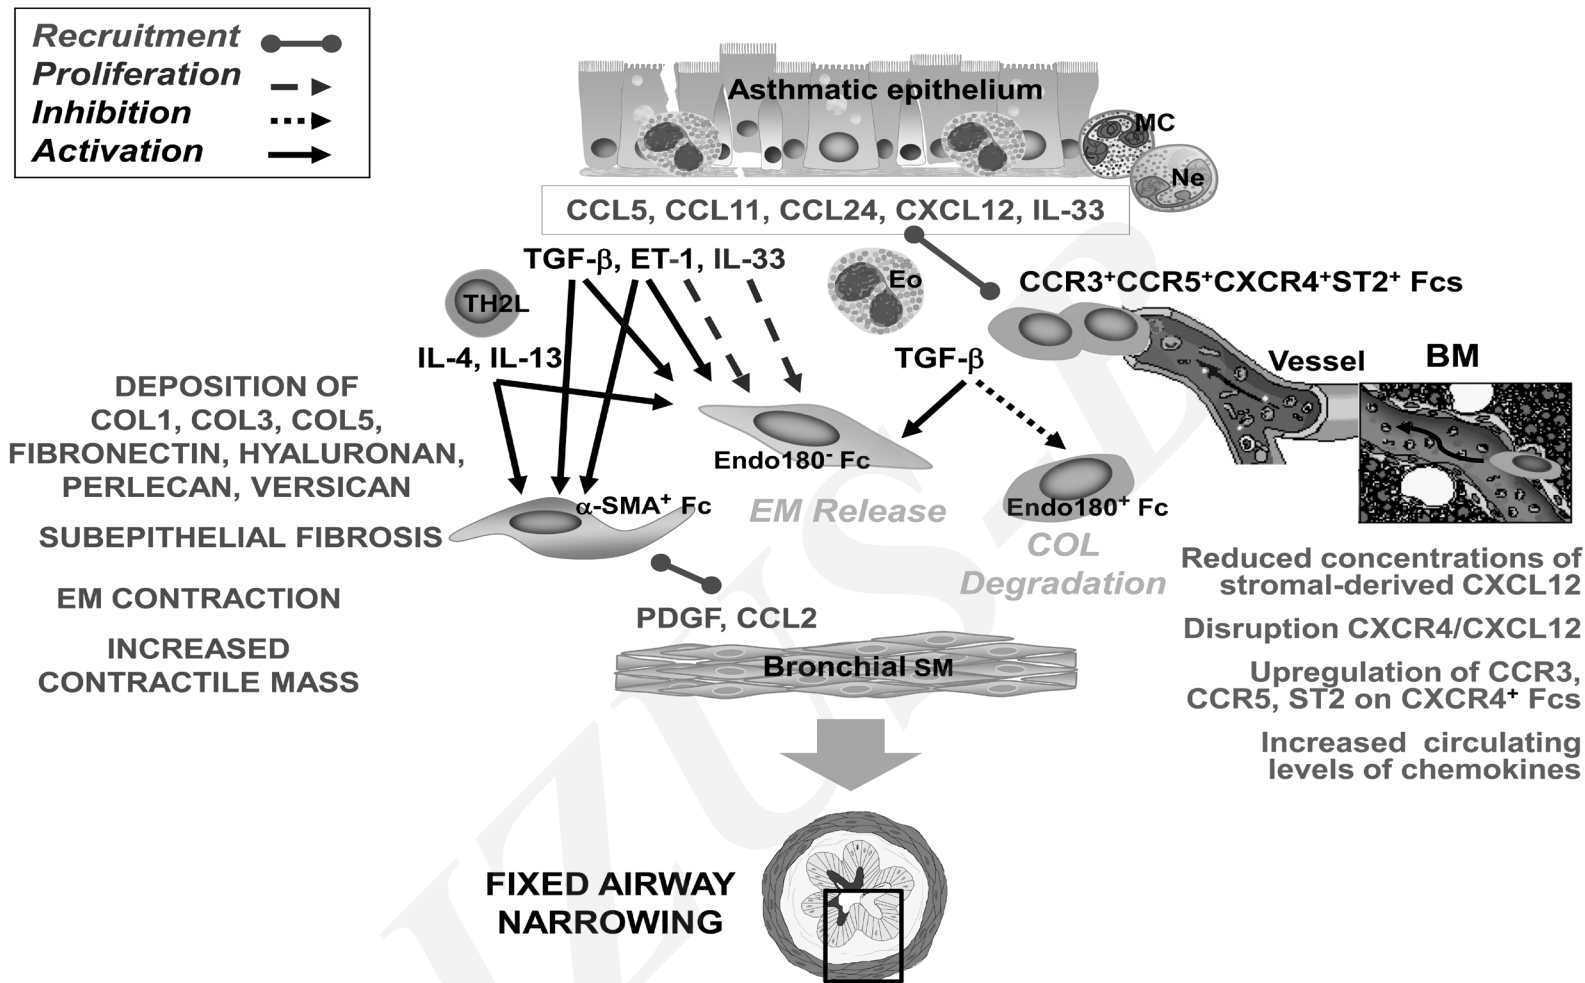 Recruitment
Proliferation
Inhibition
Activation
Asthmatic epithelium
MC
Ne
CCL5, CCL11, CCL24, CXCL12, IL-33
TGF-β, ET-1, IL-33
Eo
CCR3⁺CCR5⁺CXCR4⁺ST2⁺ Fcs
TH2L
IL-4, IL-13
TGF-β
Vessel
BM
DEPOSITION OF
COL1, COL3, COL5,
FIBRONECTIN, HYALURONAN,
PERLECAN, VERSICAN
SUBEPITHELIAL FIBROSIS
EM CONTRACTION
INCREASED
CONTRACTILE MASS
Endo180⁻ Fc
α-SMA⁺ Fc
EM Release
Endo180⁺ Fc
COL
Degradation
PDGF, CCL2
Bronchial SM
Reduced concentrations of
stromal-derived CXCL12
Disruption CXCR4/CXCL12
Upregulation of CCR3,
CCR5, ST2 on CXCR4⁺ Fcs
Increased circulating
levels of chemokines
FIXED AIRWAY
NARROWING